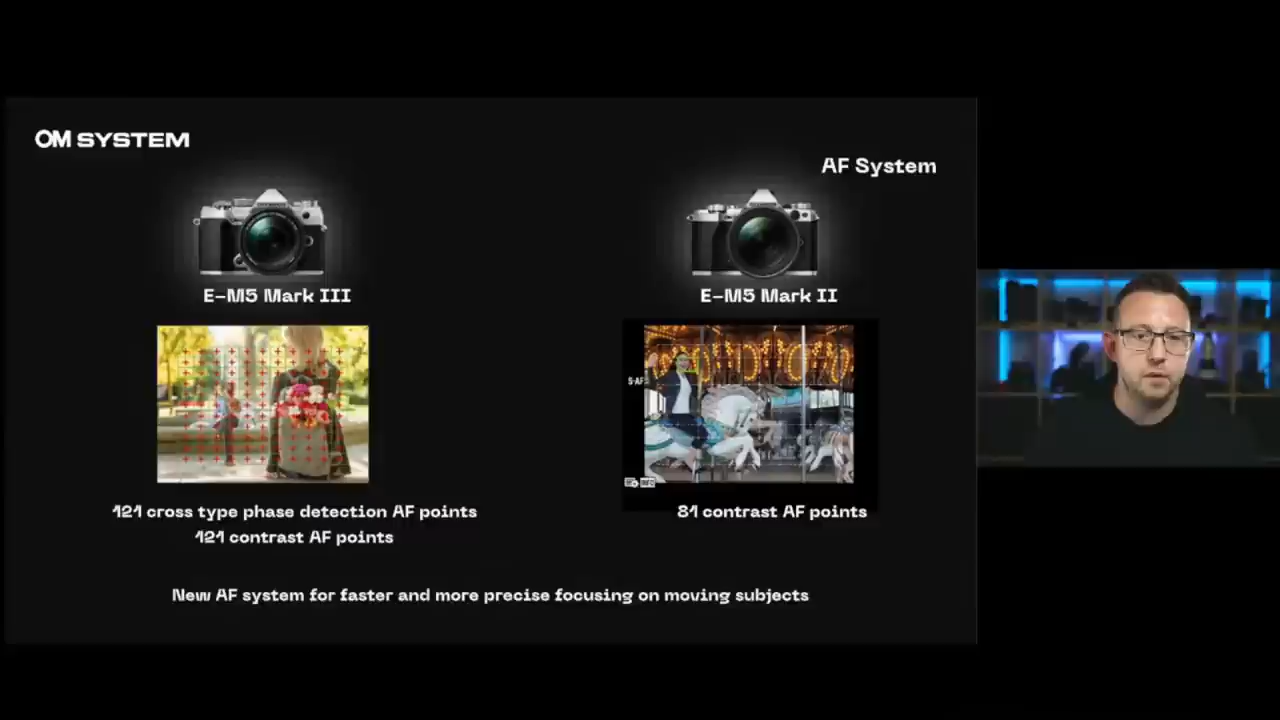 OM SYSTEM
AF System
E-M5 Mark III
E-M5 Mark II
S-AF
121 cross type phase detection AF points
121 contrast AF points
81 contrast AF points
New AF system for faster and more precise focusing on moving subjects